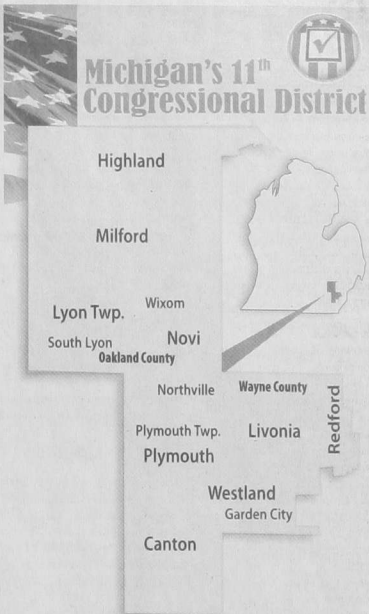 Michigan's 11th
Congressional District
Highland
Milford
Wixom
Lyon Twp.
Novi
South Lyon
Oakland County
Northville
Wayne County
Redford
Plymouth Twp.
Livonia
Plymouth
Westland
Garden City
Canton